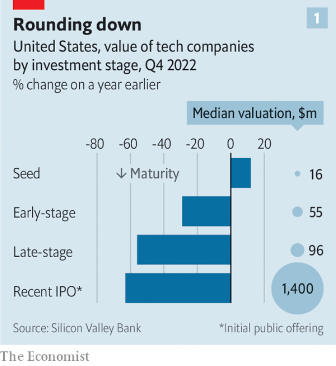 Rounding down
1
United States, value of tech companies
by investment stage, Q4 2022
% change on a year earlier
Median valuation, $m
-80 -60 -40 -20 0 20
Seed
↓ Maturity
16
Early-stage
55
Late-stage
96
Recent IPO*
1,400
Source: Silicon Valley Bank
*Initial public offering
The Economist